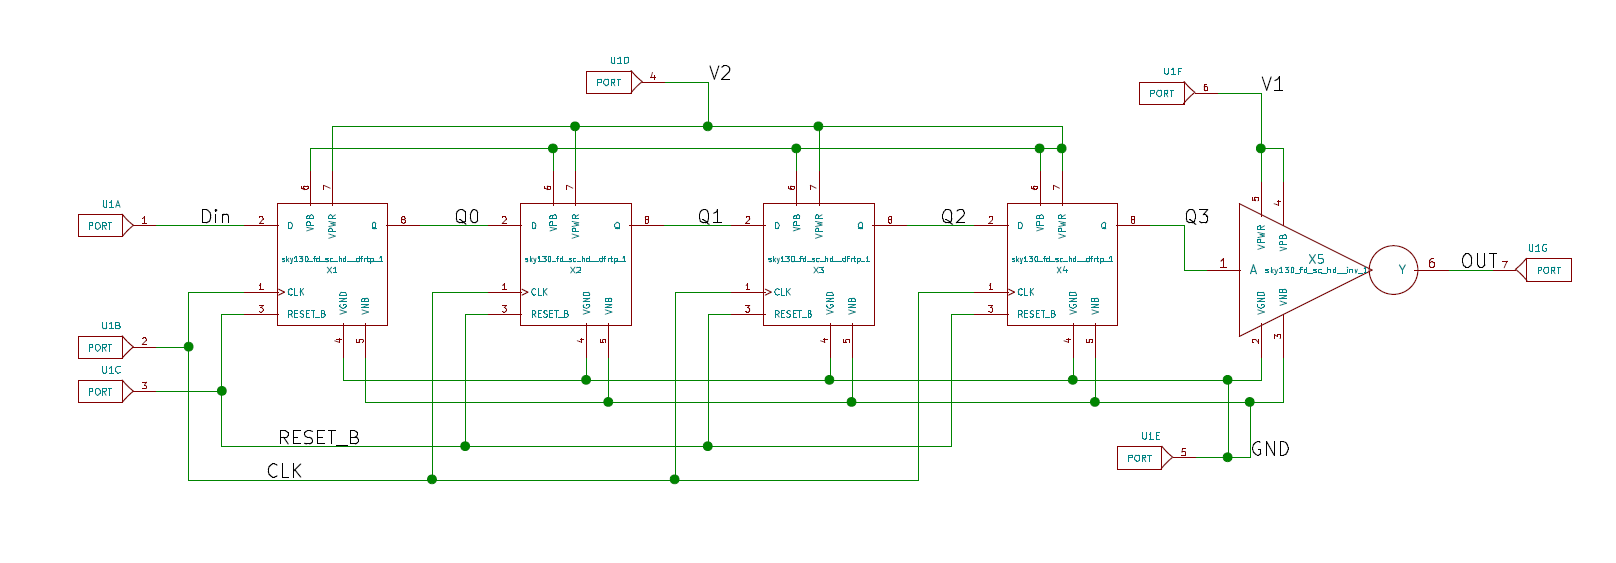 U1D
PORT
4
V2
U1F
PORT
6
V1
6
7
6
7
6
7
6
7
5
4
U1A
PORT
1
Din
2
D
VPB
VPWR
Q
8
Q0
2
D
VPB
VPWR
Q
8
Q1
2
D
VPB
VPWR
Q
8
Q2
2
D
VPB
VPWR
Q
8
Q3
VPWR
VPB
sky130_fd_sc_hd__dfrtp_1
X1
sky130_fd_sc_hd__dfrtp_1
X2
sky130_fd_sc_hd__dfrtp_1
X3
sky130_fd_sc_hd__dfrtp_1
X4
1
A
X5
sky130_fd_sc_hd__inv_1
Y
6
OUT
7
U1G
PORT
1
CLK
VGND
VNB
1
CLK
VGND
VNB
1
CLK
VGND
VNB
1
CLK
VGND
VNB
VGND
VNB
3
RESET_B
3
RESET_B
3
RESET_B
3
RESET_B
U1B
PORT
2
4
5
4
5
4
5
4
5
2
3
U1C
PORT
3
RESET_B
U1E
PORT
5
GND
CLK